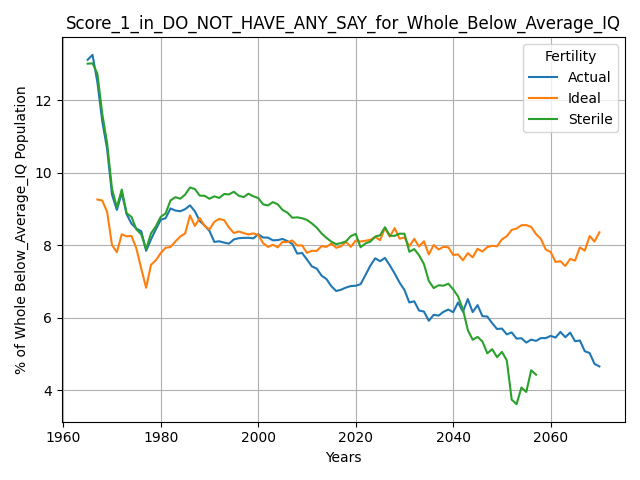 Score_1_in_DO_NOT_HAVE_ANY_SAY_for_Whole_Below_Average_IQ
Fertility
Actual
Ideal
Sterile
% of Whole Below_Average_IQ Population
12
10
8
6
4
1960
1980
2000
2020
2040
2060
Years